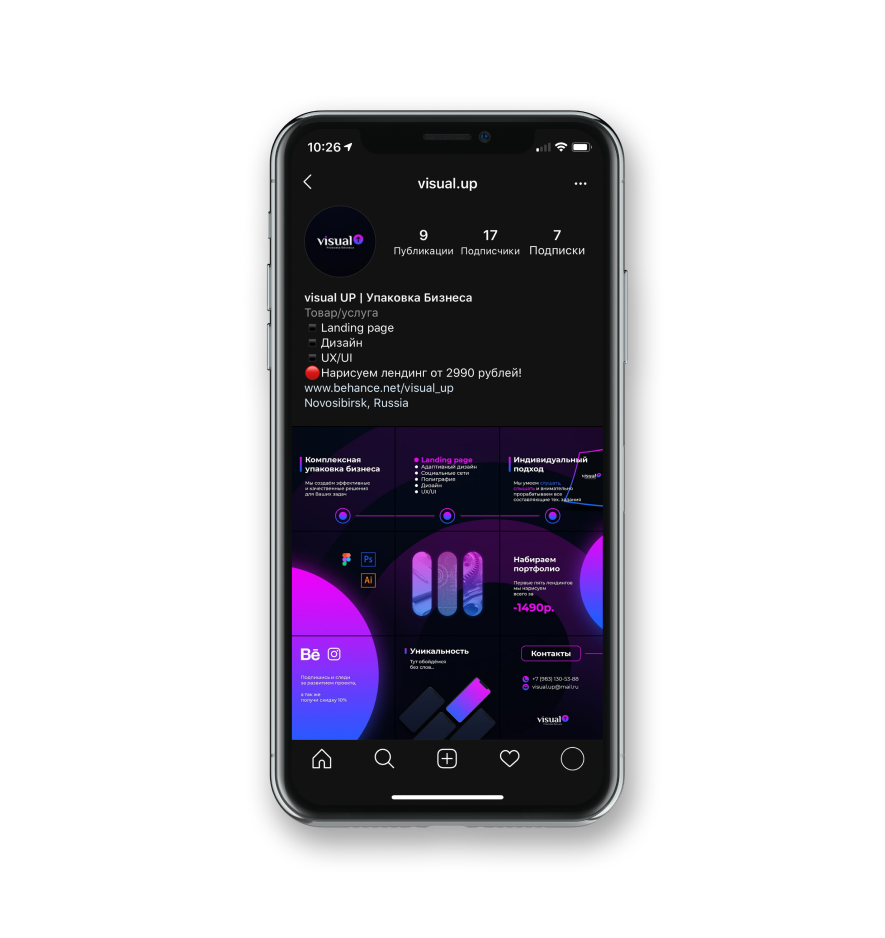 10:26
visual.up
visual
9
17
7
Публикации
Подписчики
Подписки
visual UP | Упаковка Бизнеса
Товар/услуга
Landing page
Дизайн
UX/UI
Нарисуем лендинг от 2990 рублей!
www.behance.net/visual_up
Novosibirsk, Russia
Комплексная
упаковка бизнеса
Мы создаём эффективные
и качественные решения
для Ваших задач
Landing page
Адаптивный дизайн
Социальные сети
Полиграфия
Дизайн
UX/UI
Индивидуальный
подход
Мы умеем слушать,
слышать и внимательно
прорабатываем все
составляющие тех. задания
visual
Ps
Ai
Набираем
портфолио
Первые пять лендингов
мы нарисуем
всего за
-1490р.
Bē
Подпишись и следи
за развитием проекта,
а так же
получи скидку 10%
Уникальность
Тут обойдёмся
без слов...
Контакты
+7 (983) 130-53-88
visual.up@mail.ru
visual